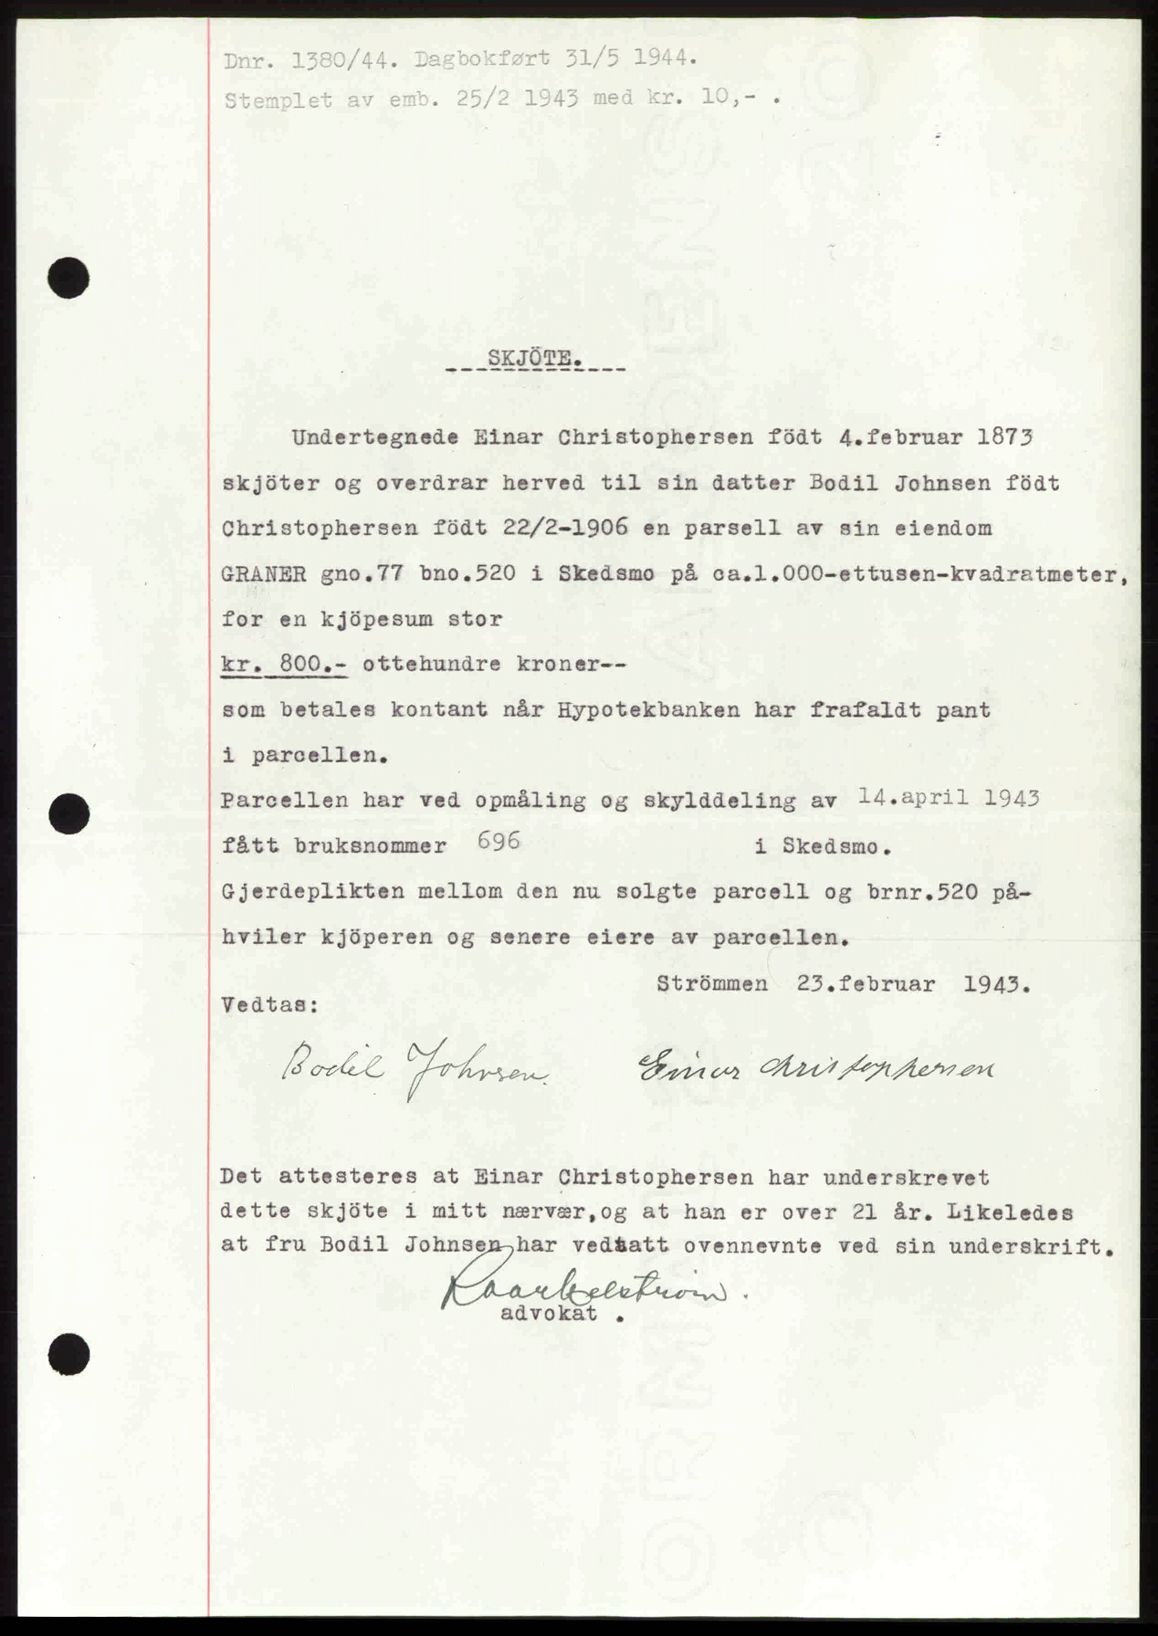 Dnr. 1380/44. Dagbokført 31/5 1944.
Stemplet av emb. 25/2 1943 med kr. 10,- .
SKJÖTE.
Undertegnede Einar Christophersen födt 4.februar 1873
skjöter og overdrar herved til sin datter Bodil Johnsen födt
Christophersen födt 22/2-1906 en parsell av sin eiendom
GRANER gno.77 bno.520 i Skedsmo på ca.1.000-ettusen-kvadratmeter,
for en kjöpesum stor
kr. 800.- ottehundre kroner--
som betales kontant når Hypotekbanken har frafaldt pant
i parcellen.
Parcellen har ved opmåling og skylddeling av 14.april 1943
fått bruksnommer 696 i Skedsmo.
Gjerdeplikten mellom den nu solgte parcell og brnr.520 på-
hviler kjöperen og senere eiere av parcellen.
Strömmen 23.februar 1943.
Vedtas:
Bodil Johnsen. Einar Christophersen
Det attesteres at Einar Christophersen har underskrevet
dette skjöte i mitt nærvær,og at han er over 21 år. Likeledes
at fru Bodil Johnsen har vedtatt ovennevnte ved sin underskrift.
advokat .